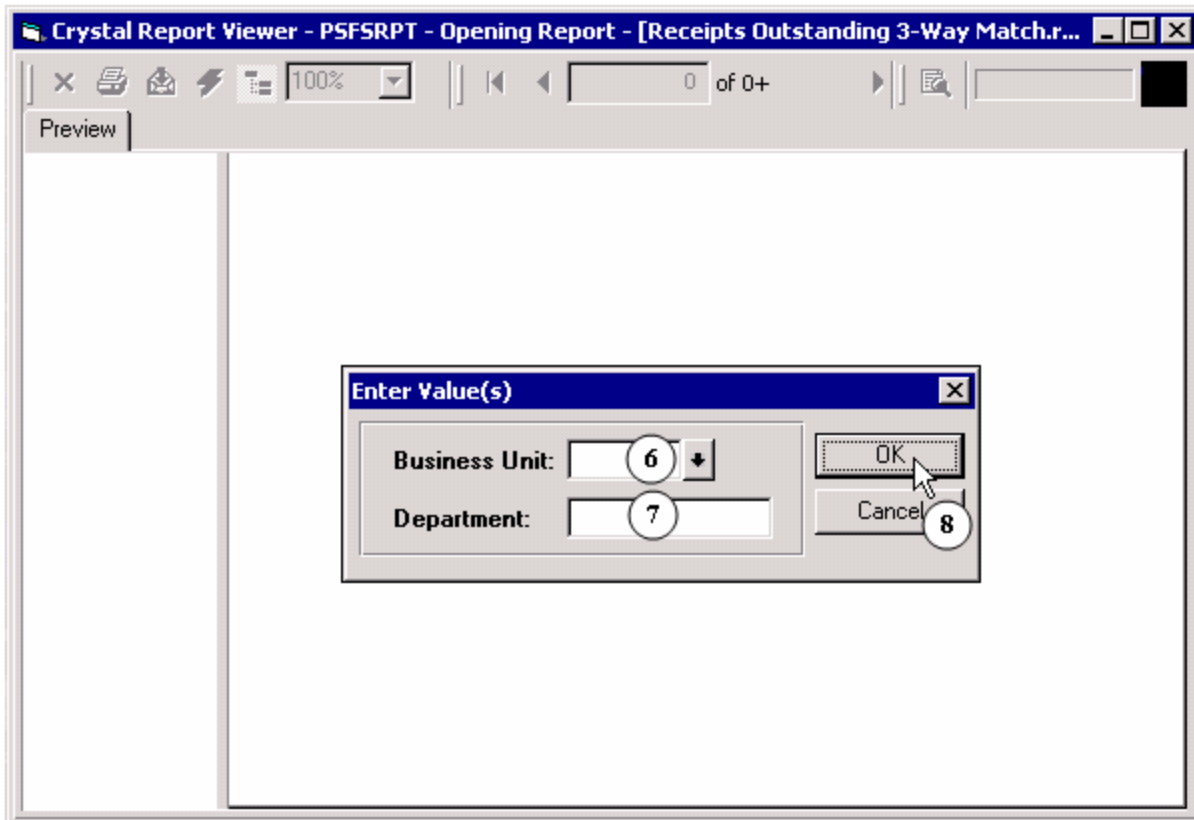 Crystal Report Viewer - PSFSRPT - Opening Report - [Receipts Outstanding 3-Way Match.r...
100% 0 of 0+
Preview
Enter Value(s)
Business Unit: 6 OK
Department: 7 Cancel 8